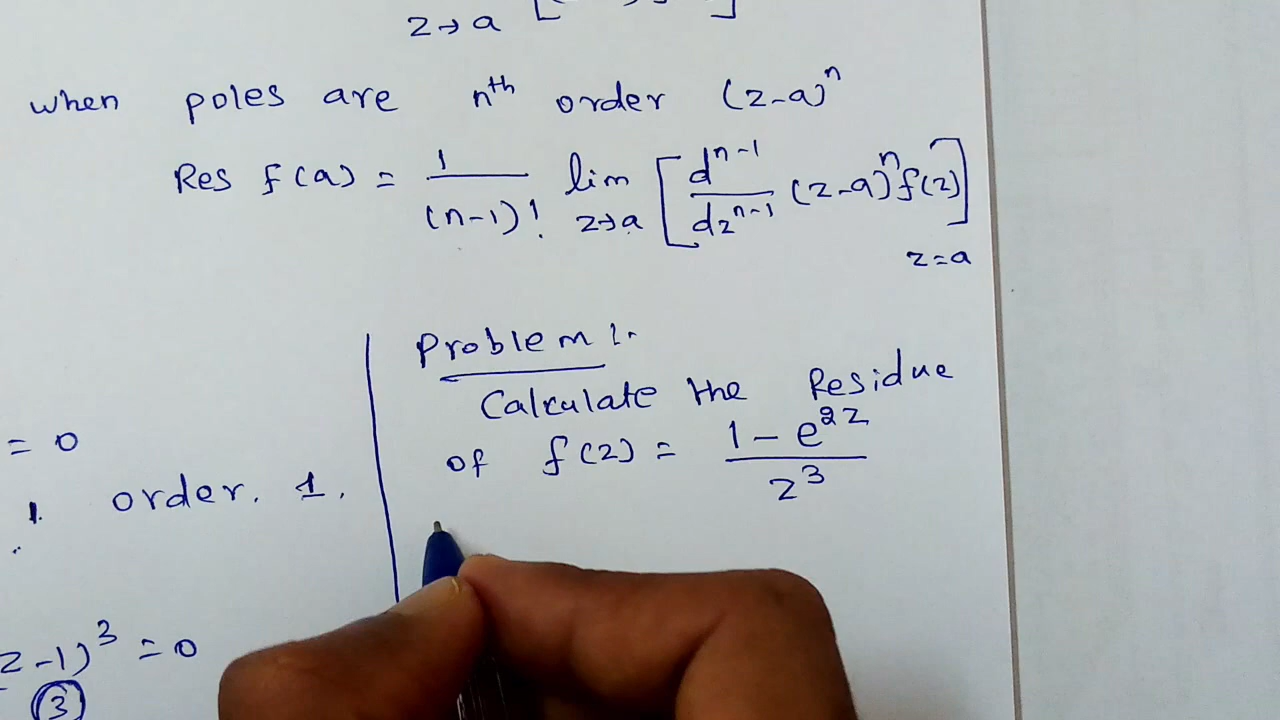 z→a [ ]
when poles are nth order (z-a)^n
Res f(a) = 1/(n-1)! lim z→a [d^{n-1}/dz^{n-1} (z-a)^n f(z)] z=a
Problem:
Calculate the Residue
of f(z) = (1 - e^{2z})/z^3
= 0
1. order. 1.
∴
z-1)^3 = 0
3